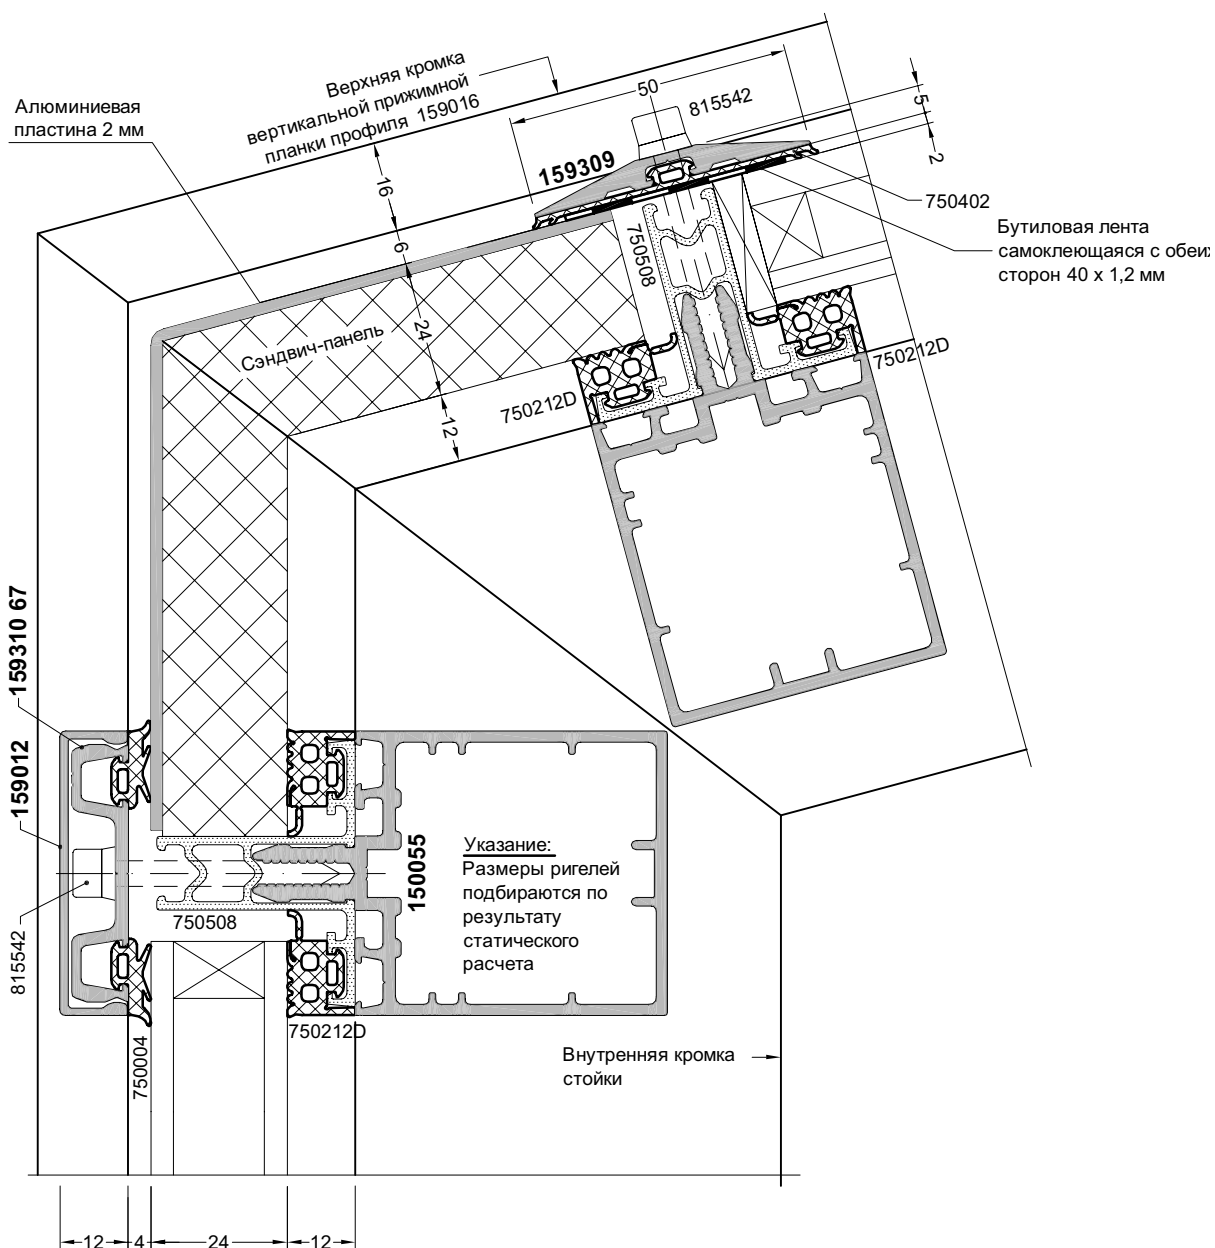 Верхняя кромка
вертикальной прижимной
планки профиля 159016
Алюминиевая
пластина 2 мм
50
815542
5
2
16
159309
750402
Бутиловая лента
самоклеющаяся с обеих
сторон 40 x 1,2 мм
6
750508
24
Сэндвич-панель
750212D
750212D
12
159310 67
159012
150055
Указание:
Размеры ригелей
подбираются по
результату
статического
расчета
750508
815542
750212D
750004
Внутренняя кромка
стойки
12
4
24
12